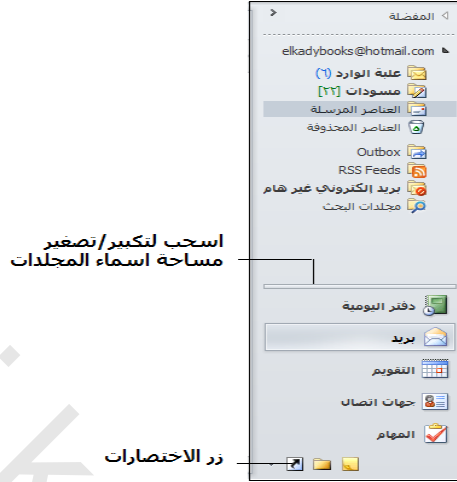 المفضلة
elkadybooks@hotmail.com
علبة الوارد (٦)
مسودات [٢٢]
العناصر المرسلة
العناصر المحذوفة
Outbox
RSS Feeds
بريد إلكتروني غير هام
مجلدات البحث
اسحب لتكبير/تصغير
مساحة اسماء المجلدات
دفتر اليومية
بريد
التقويم
جهات اتصال
المهام
زر الاختصارات